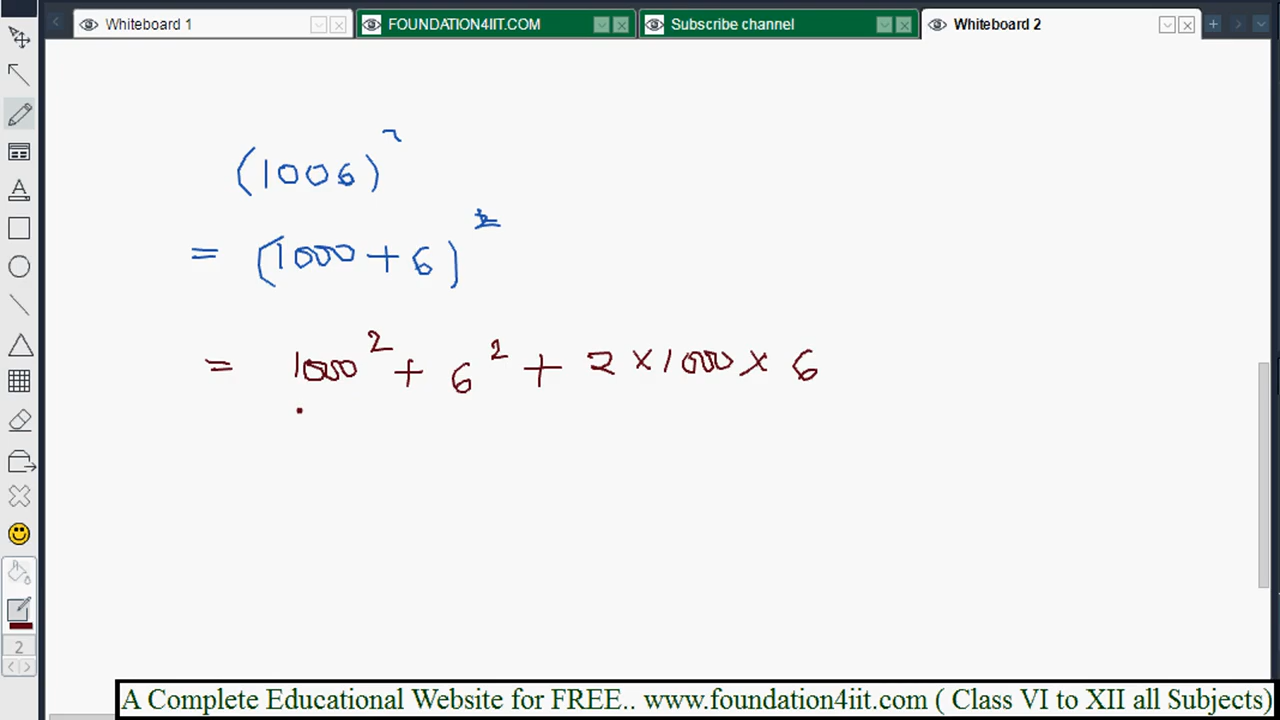 Whiteboard 1
FOUNDATION4IIT.COM
Subscribe channel
Whiteboard 2
(1006)²
= (1000 + 6)²
= 1000² + 6² + 2 × 1000 × 6
A
2
A Complete Educational Website for FREE.. www.foundation4iit.com ( Class VI to XII all Subjects)